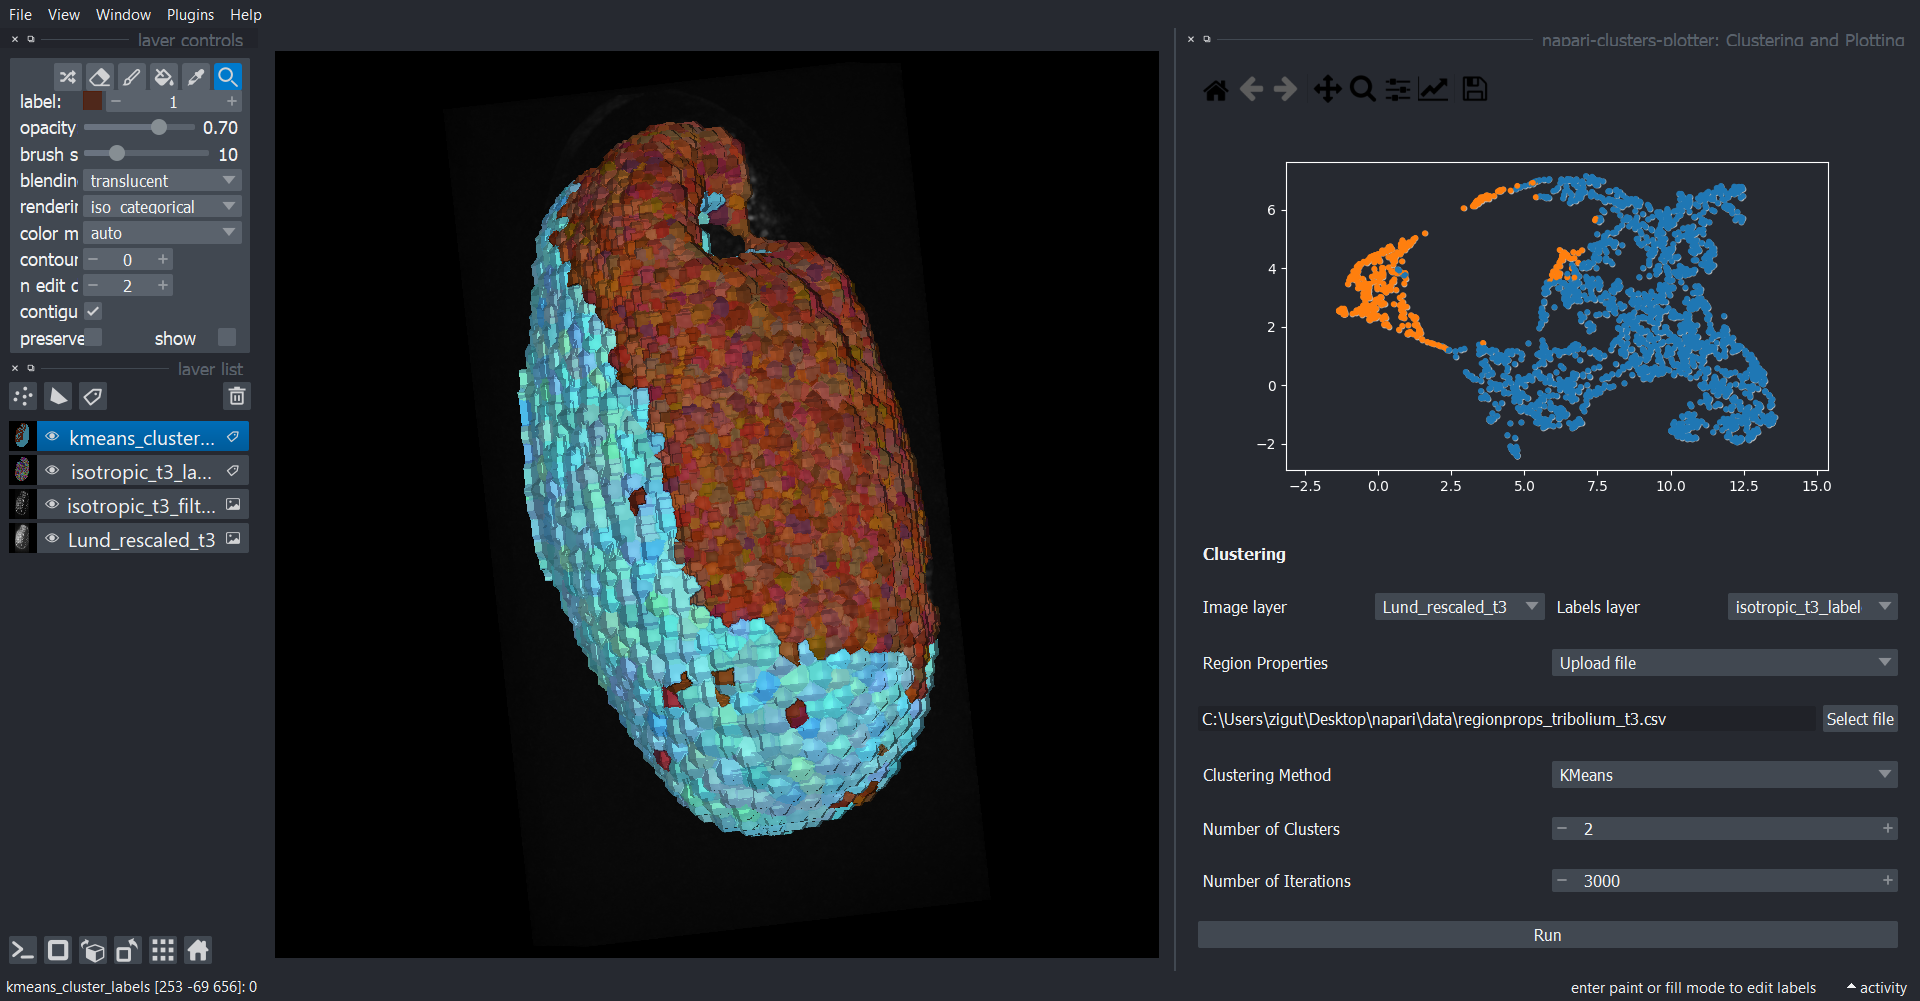 File View Window Plugins Help
layer controls
label: 1
opacity 0.70
brush s 10
blendin translucent
renderin iso_categorical
color m auto
contour 0
n edit d 2
contigu
preserve show
layer list
kmeans_cluster...
isotropic_t3_la...
isotropic_t3_filt...
Lund_rescaled_t3
kmeans_cluster_labels [253 -69 656]: 0
napari-clusters-plotter: Clustering and Plotting
6
4
2
0
−2
−2.5 0.0 2.5 5.0 7.5 10.0 12.5 15.0
Clustering
Image layer Lund_rescaled_t3 Labels layer isotropic_t3_label
Region Properties Upload file
C:\Users\zigut\Desktop\napari\data\regionprops_tribolium_t3.csv Select file
Clustering Method KMeans
Number of Clusters 2
Number of Iterations 3000
Run
enter paint or fill mode to edit labels activity